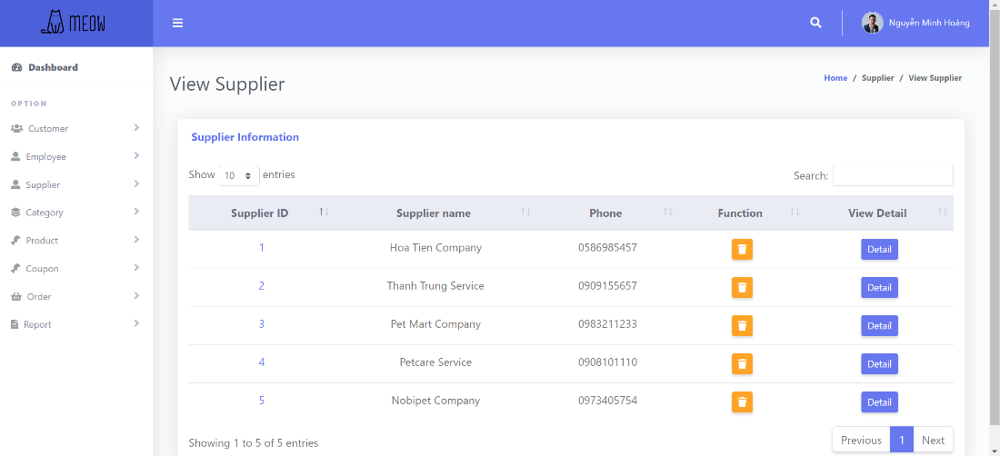 MEOW
Nguyễn Minh Hoàng
Dashboard
OPTION
Customer
Employee
Supplier
Category
Product
Coupon
Order
Report
View Supplier
Home / Supplier / View Supplier
Supplier Information
Show 10 entries
Search:
Supplier ID Supplier name Phone Function View Detail
1 Hoa Tien Company 0586985457 Detail
2 Thanh Trung Service 0909155657 Detail
3 Pet Mart Company 0983211233 Detail
4 Petcare Service 0908101110 Detail
5 Nobipet Company 0973405754 Detail
Showing 1 to 5 of 5 entries
Previous 1 Next